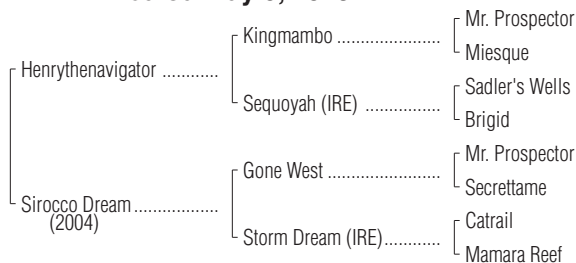 Kingmambo ..................
Mr. Prospector
Miesque
Henrythenavigator ............
Sequoyah (IRE) ................
Sadler's Wells
Brigid
Gone West ......................
Mr. Prospector
Secrettame
Sirocco Dream ..................
(2004)
Storm Dream (IRE).............
Catrail
Mamara Reef